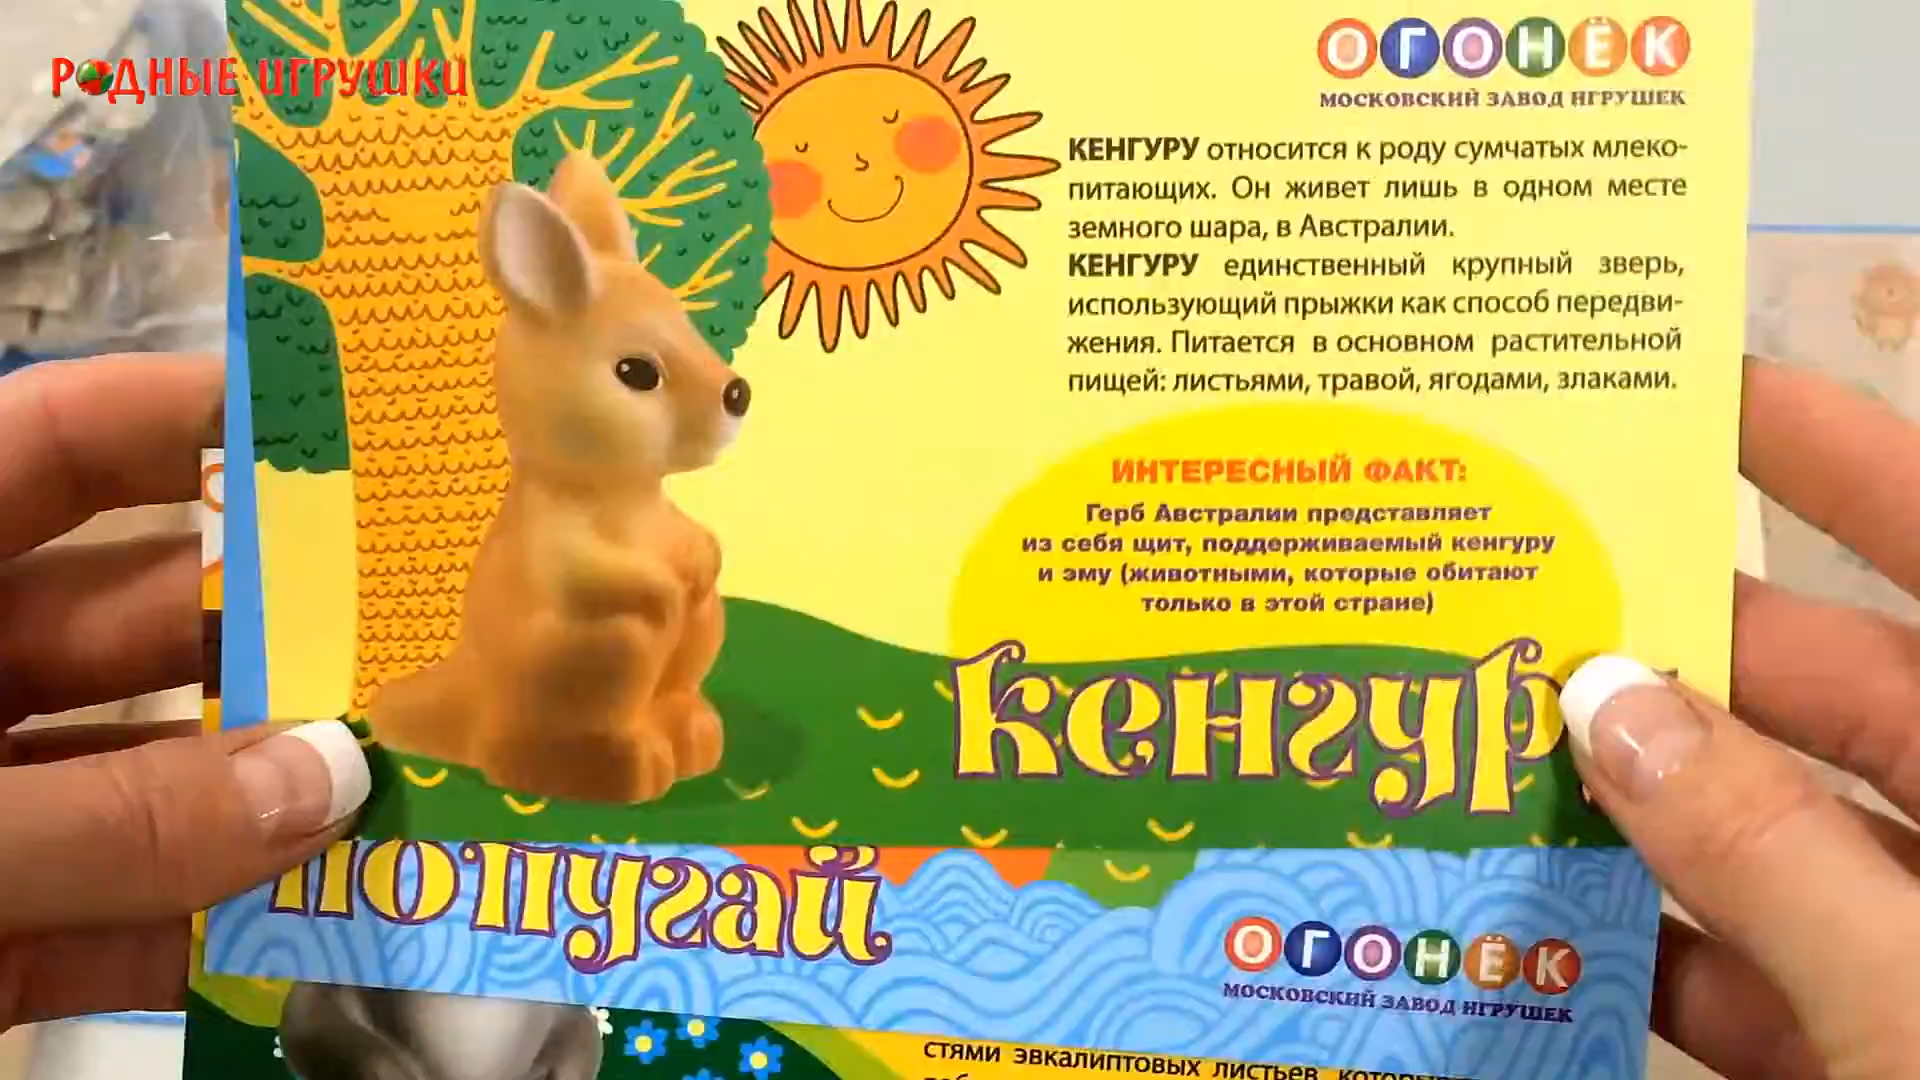 РОДНЫЕ ИГРУШКИ
ОГОНЁК
МОСКОВСКИЙ ЗАВОД ИГРУШЕК
КЕНГУРУ относится к роду сумчатых млеко-
питающих. Он живет лишь в одном месте
земного шара, в Австралии.
КЕНГУРУ единственный крупный зверь,
использующий прыжки как способ передви-
жения. Питается в основном растительной
пищей: листьями, травой, ягодами, злаками.
ИНТЕРЕСНЫЙ ФАКТ:
Герб Австралии представляет
из себя щит, поддерживаемый кенгуру
и эму (животными, которые обитают
только в этой стране)
кенгур
попугай
ОГОНЁК
МОСКОВСКИЙ ЗАВОД ИГРУШЕК
стями эвкалиптовых листьев,